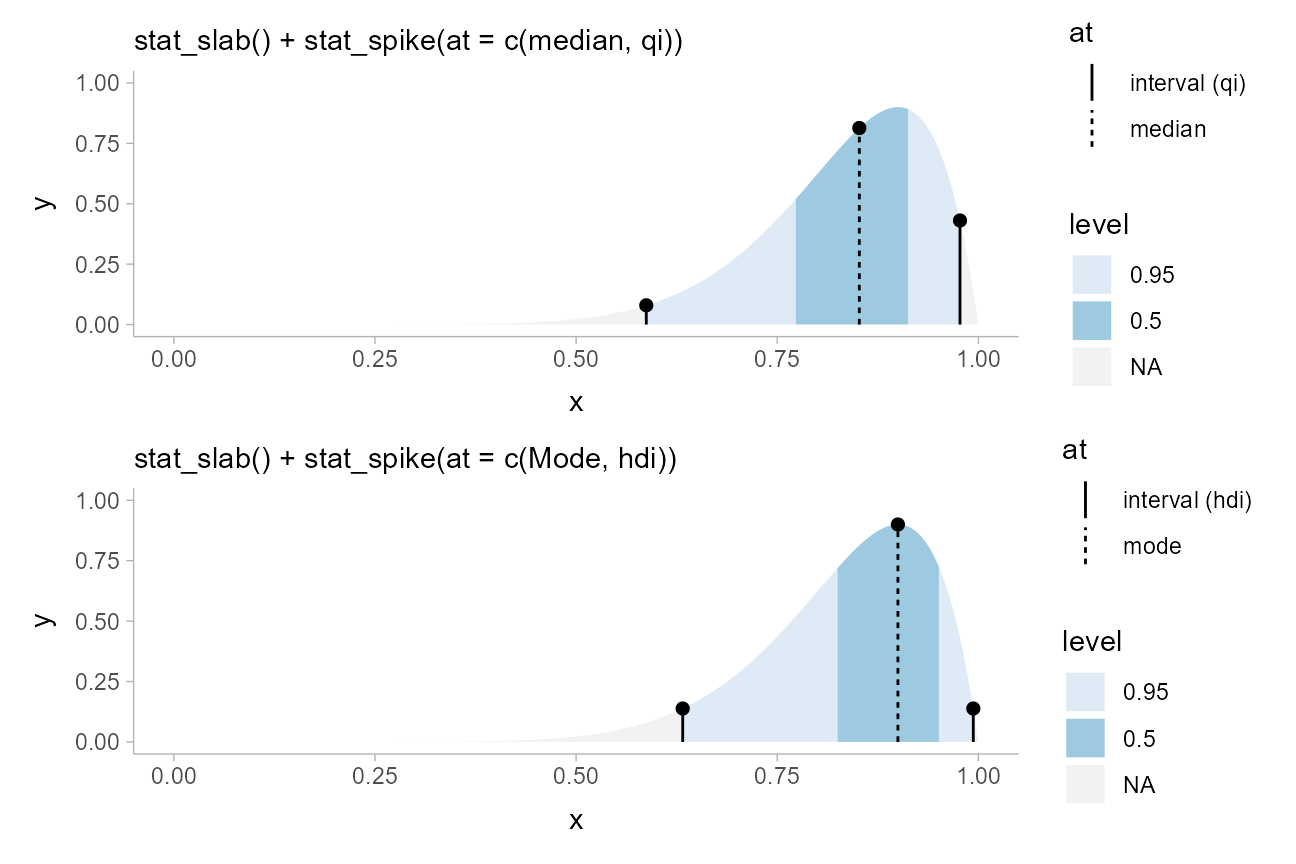 stat_slab() + stat_spike(at = c(median, qi))
1.00
0.75
0.50
0.25
0.00
y
0.00 0.25 0.50 0.75 1.00
x
at
interval (qi)
median
level
0.95
0.5
NA
stat_slab() + stat_spike(at = c(Mode, hdi))
1.00
0.75
0.50
0.25
0.00
y
0.00 0.25 0.50 0.75 1.00
x
at
interval (hdi)
mode
level
0.95
0.5
NA